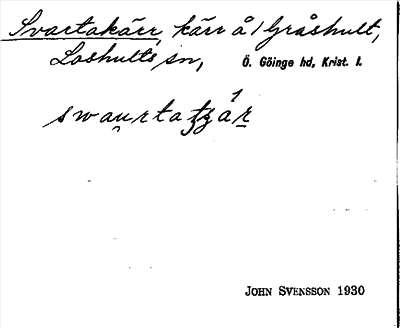 Svartakärr, kärr å / Gråshult,
Loshults sn, Ö. Göinge hd, Krist. l.
JOHN SVENSSON 1930